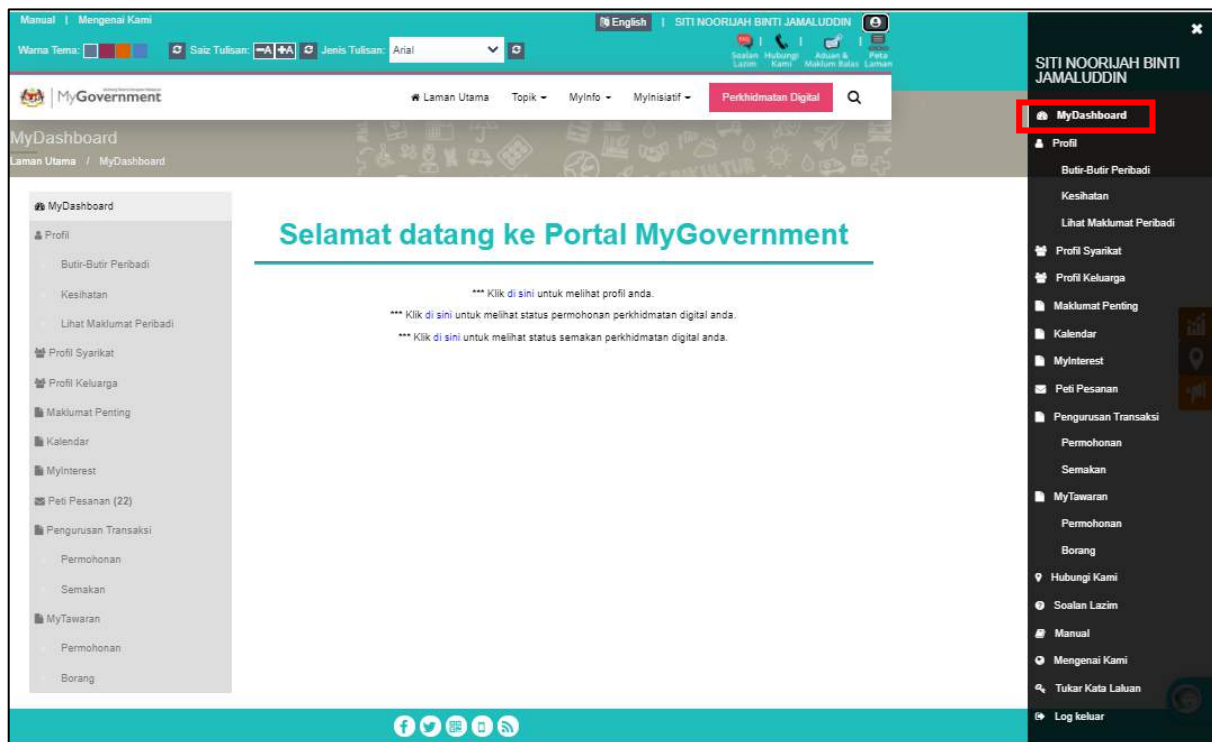 Manual | Mengenai Kami
English | SITI NOORIJAH BINTI JAMALUDDIN
Warna Tema: Saiz Tulisan: -A +A Jenis Tulisan: Arial
Soalan Lazim | Hubungi Kami | Aduan & Maklum Balas | Peta Laman
MyGovernment
Laman Utama Topik MyInfo MyInisiatif Perkhidmatan Digital
MyDashboard
Laman Utama / MyDashboard
MyDashboard
Profil
Butir-Butir Peribadi
Kesihatan
Lihat Maklumat Peribadi
Profil Syarikat
Profil Keluarga
Maklumat Penting
Kalendar
MyInterest
Peti Pesanan (22)
Pengurusan Transaksi
Permohonan
Semakan
MyTawaran
Permohonan
Borang
Selamat datang ke Portal MyGovernment
*** Klik di sini untuk melihat profil anda.
*** Klik di sini untuk melihat status permohonan perkhidmatan digital anda.
*** Klik di sini untuk melihat status semakan perkhidmatan digital anda.
SITI NOORIJAH BINTI
JAMALUDDIN
MyDashboard
Profil
Butir-Butir Peribadi
Kesihatan
Lihat Maklumat Peribadi
Profil Syarikat
Profil Keluarga
Maklumat Penting
Kalendar
MyInterest
Peti Pesanan
Pengurusan Transaksi
Permohonan
Semakan
MyTawaran
Permohonan
Borang
Hubungi Kami
Soalan Lazim
Manual
Mengenai Kami
Tukar Kata Laluan
Log keluar